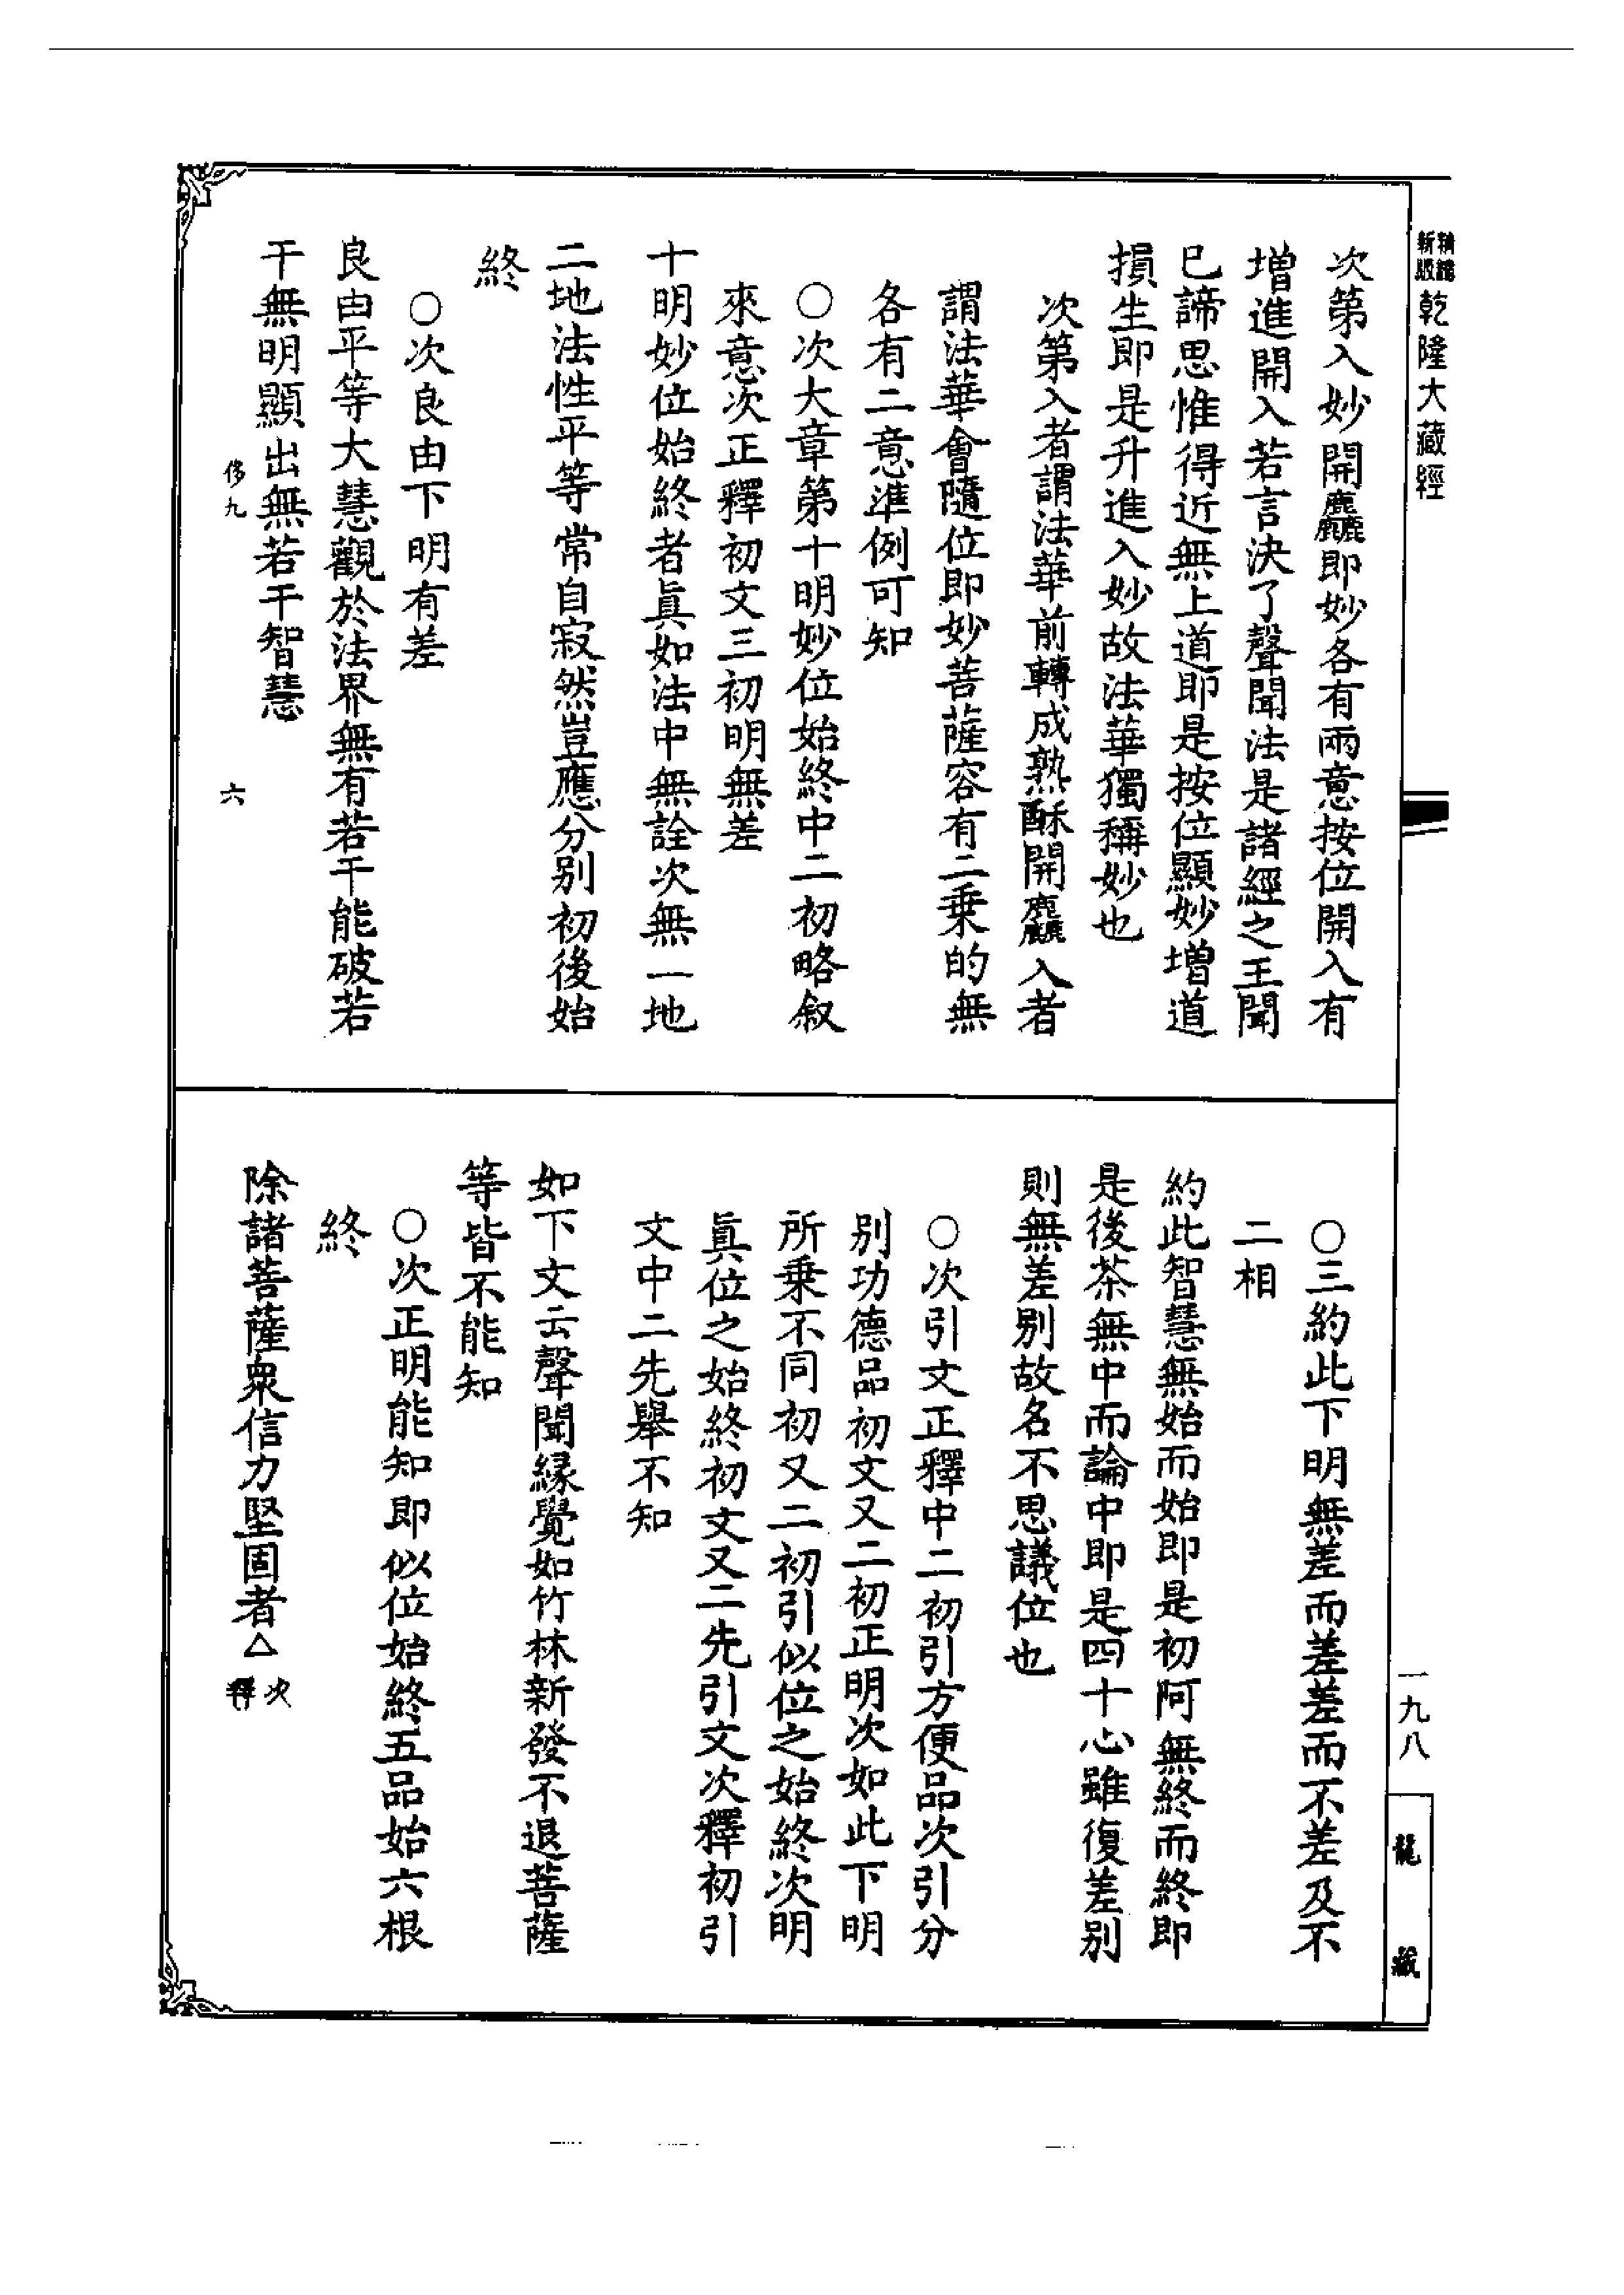 新版
精縮
乾隆大藏經
次第入妙開麤即妙各有兩意按位開入有
增進開入若言決了聲聞法是諸經之王聞
已諦思惟得近無上道即是按位顯妙增道
損生即是升進入妙故法華獨稱妙也
次第入者謂法華前轉成熟酥開麤入者
謂法華會隨位即妙菩薩容有二乘的無
各有二意準例可知
○次大章第十明妙位始終中二初略叙
來意次正釋初文三初明無差
十明妙位始終者眞如法中無詮次無一地
二地法性平等常自寂然豈應分別初後始
終
○次良由下明有差
良由平等大慧觀於法界無有若干能破若
干無明顯出無若干智慧
侈九
六
○三約此下明無差而差差而不差及不
二相
約此智慧無始而始即是初阿無終而終即
是後茶無中而論中即是四十心雖復差別
則無差別故名不思議位也
○次引文正釋中二初引方便品次引分
別功德品初文又二初正明次如此下明
所乘不同初又二初引似位之始終次明
眞位之始終初文又二先引文次釋初引
文中二先舉不知
如下文云聲聞緣覺如竹林新發不退菩薩
等皆不能知
○次正明能知即似位始終五品始六根
終
除諸菩薩衆信力堅固者△次釋
一九八
龍藏